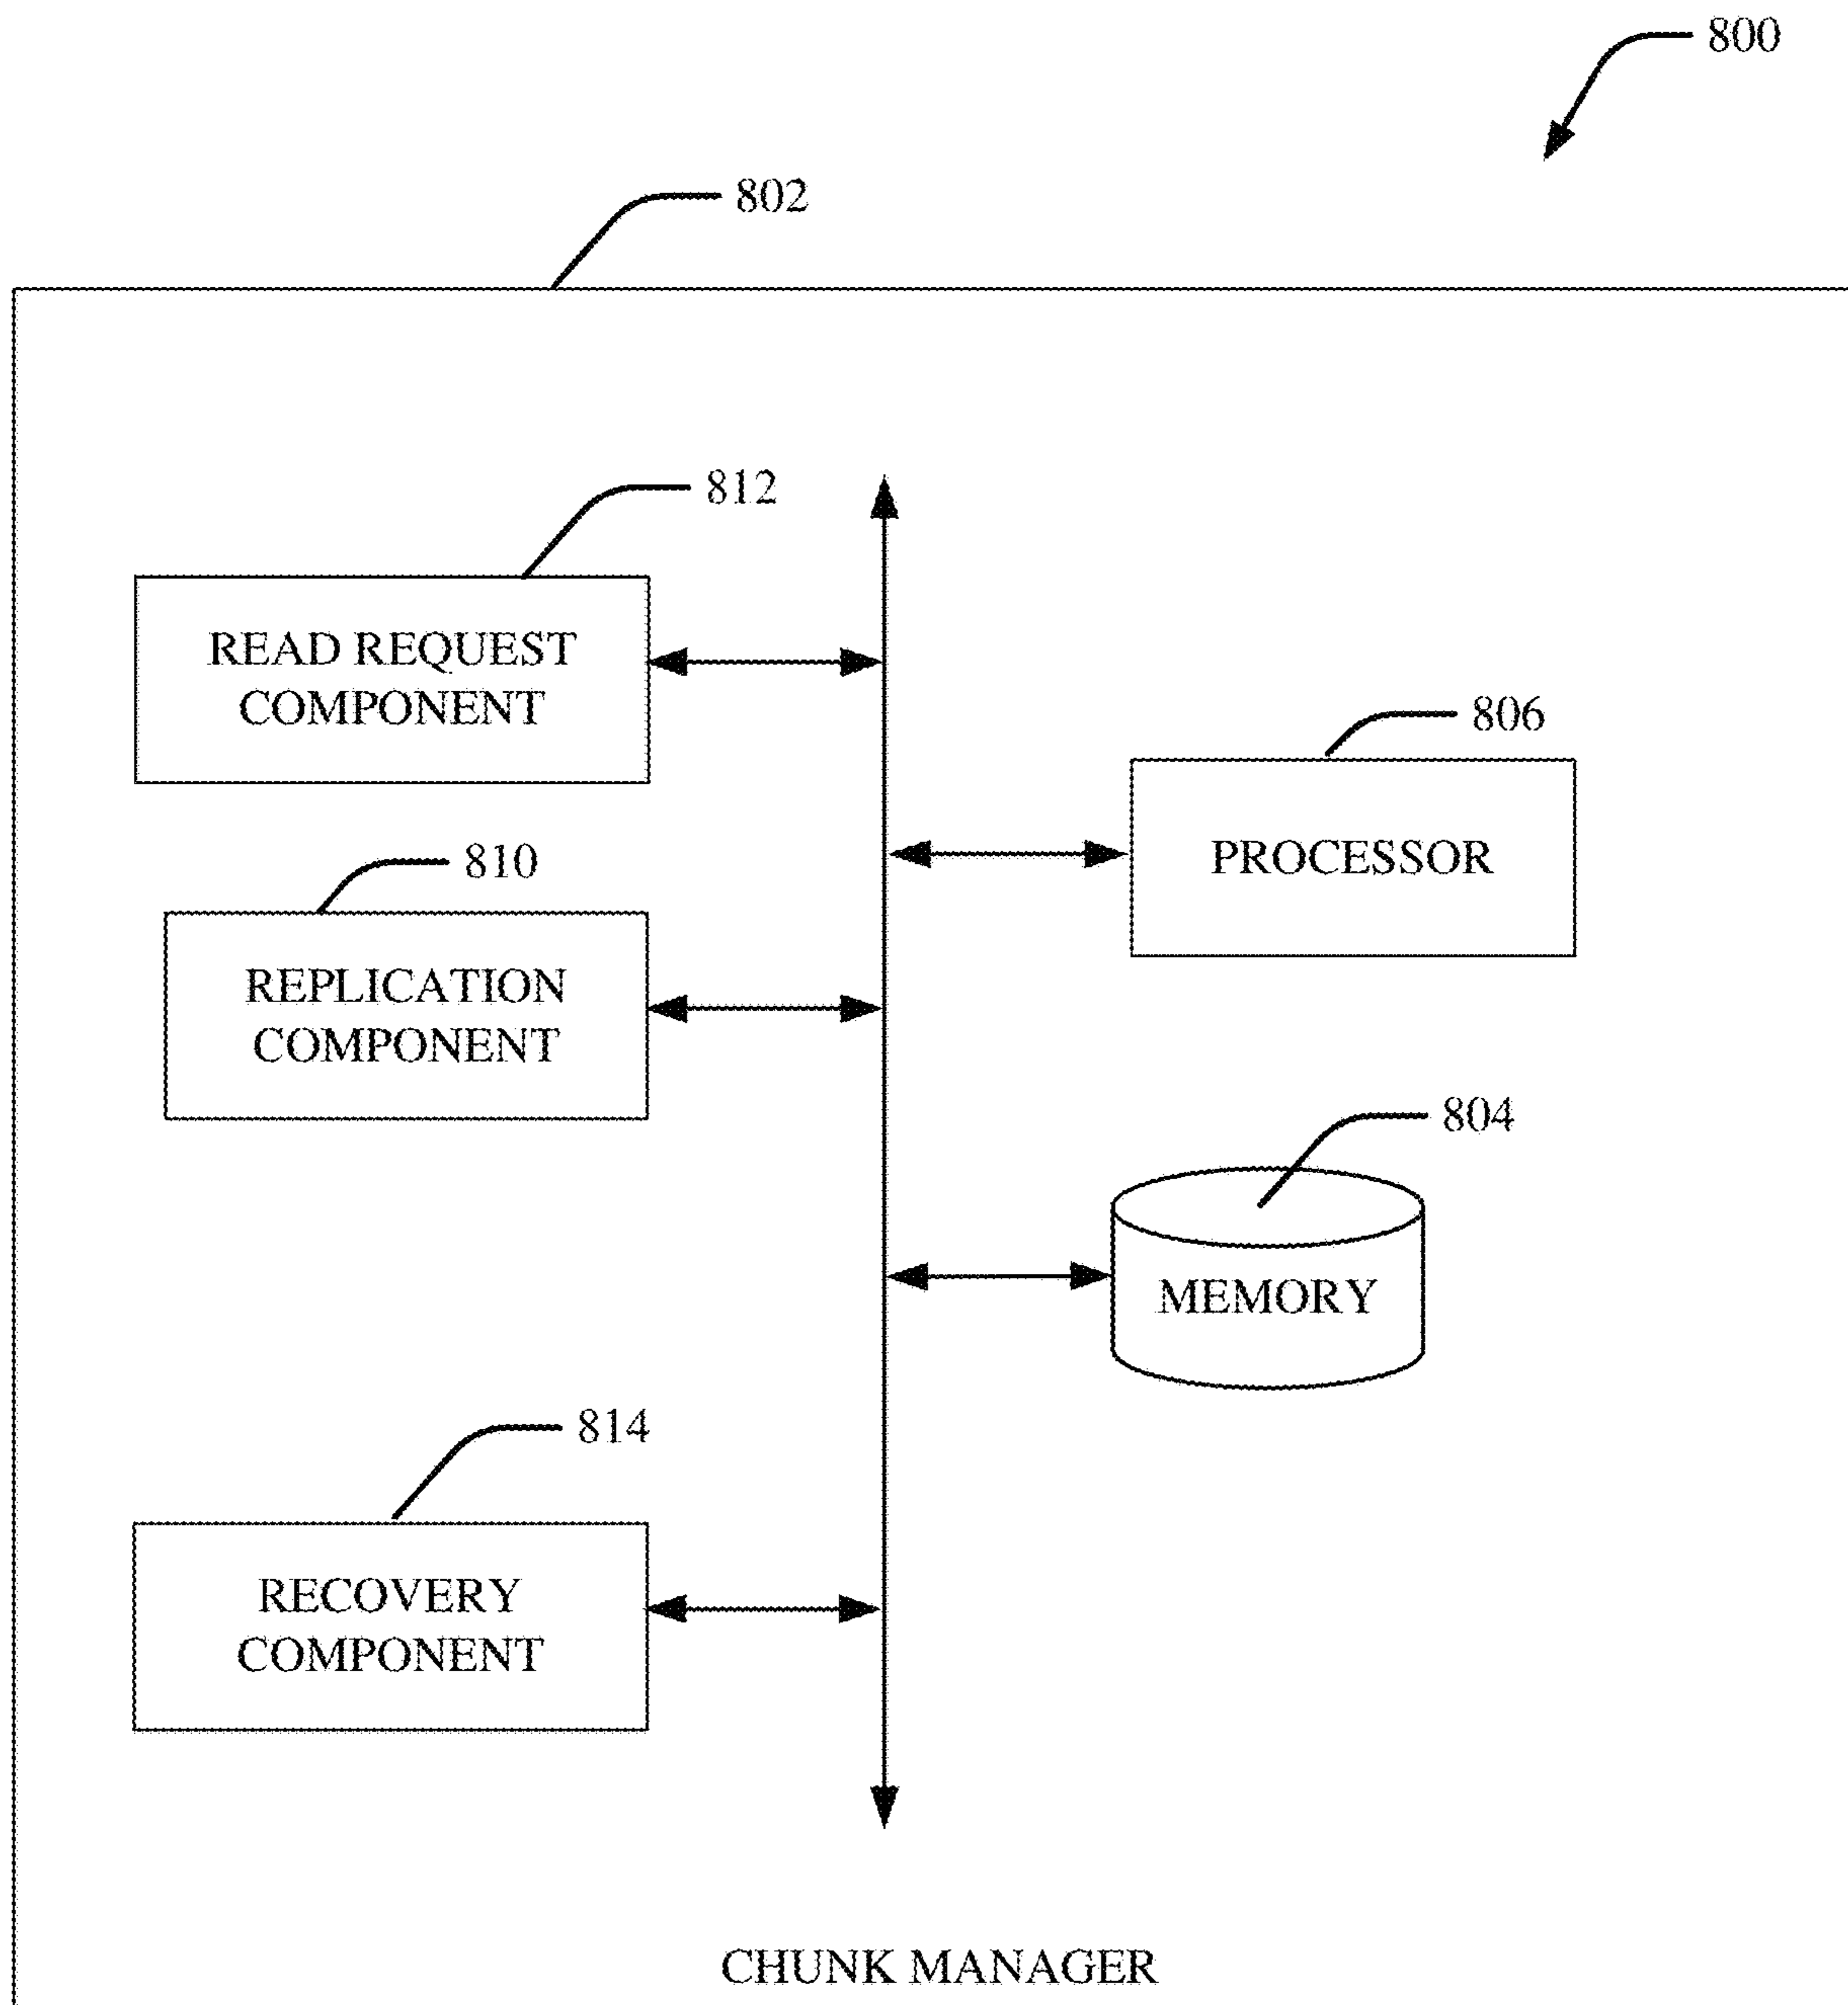 800
802
812
READ REQUEST
COMPONENT
806
PROCESSOR
810
REPLICATION
COMPONENT
804
MEMORY
814
RECOVERY
COMPONENT
CHUNK MANAGER